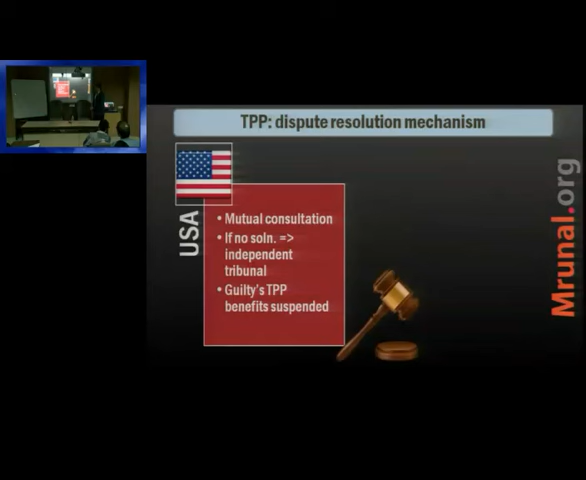 TPP: dispute resolution mechanism
USA
• Mutual consultation
• If no soln. =>
independent
tribunal
• Guilty's TPP
benefits suspended
Mrunal.org